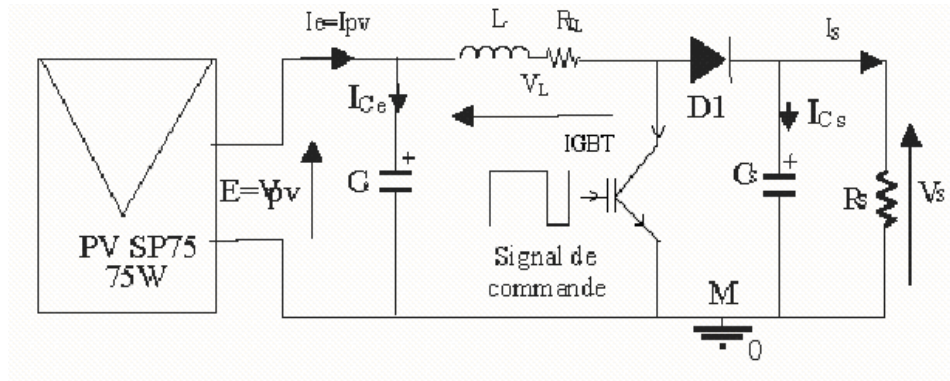 Ie=Ipv
L
RL
Is
VL
D1
ICe
ICs
IGBT
E=Vpv
Cs
Rs
Vs
PV SP75
75W
Signal de
commande
M
0